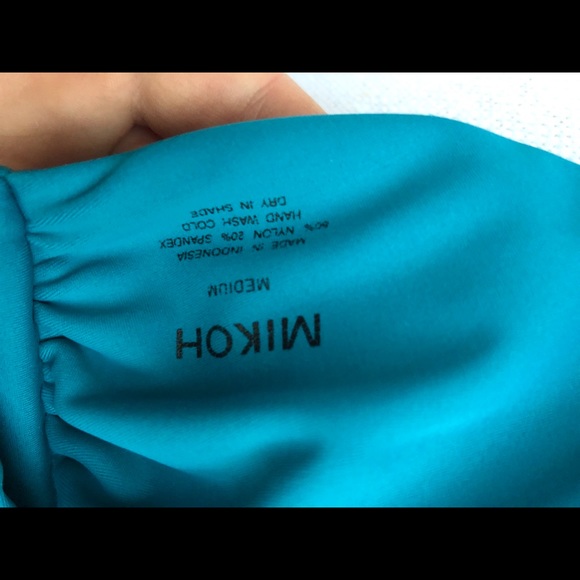 MIKOH
MEDIUM
MADE IN INDONESIA
80% NYLON 20% SPANDEX
HAND WASH COLD
DRY IN SHADE